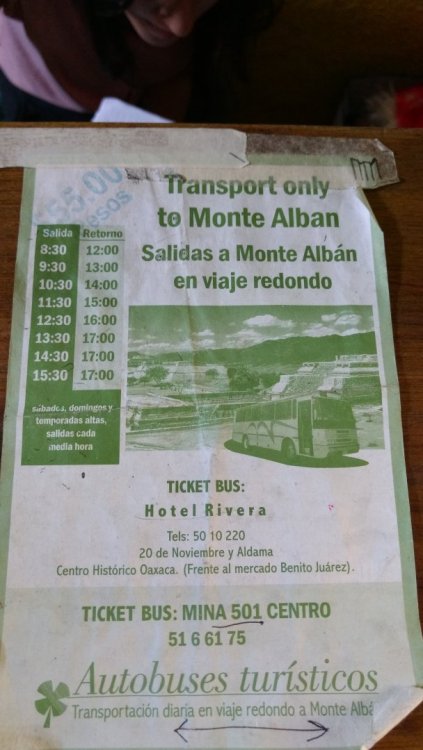 $55.00
Pesos
Transport only
to Monte Alban
Salidas a Monte Albán
en viaje redondo
Salida Retorno
8:30 12:00
9:30 13:00
10:30 14:00
11:30 15:00
12:30 16:00
13:30 17:00
14:30 17:00
15:30 17:00
sábados, domingos y
temporadas altas,
salidas cada
media hora
TICKET BUS:
Hotel Rivera
Tels: 50 10 220
20 de Noviembre y Aldama
Centro Histórico Oaxaca. (Frente al mercado Benito Juárez).
TICKET BUS: MINA 501 CENTRO
51 6 61 75
Autobuses turísticos
Transportación diaria en viaje redondo a Monte Albá